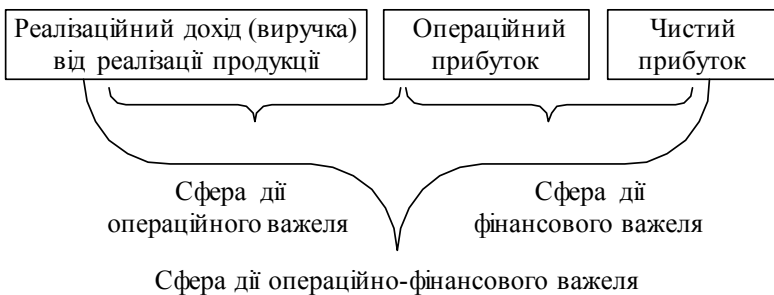 Реалізаційний дохід (виручка)
від реалізації продукції
Операційний
прибуток
Чистий
прибуток
Сфера дії
операційного важеля
Сфера дії
фінансового важеля
Сфера дії операційно-фінансового важеля